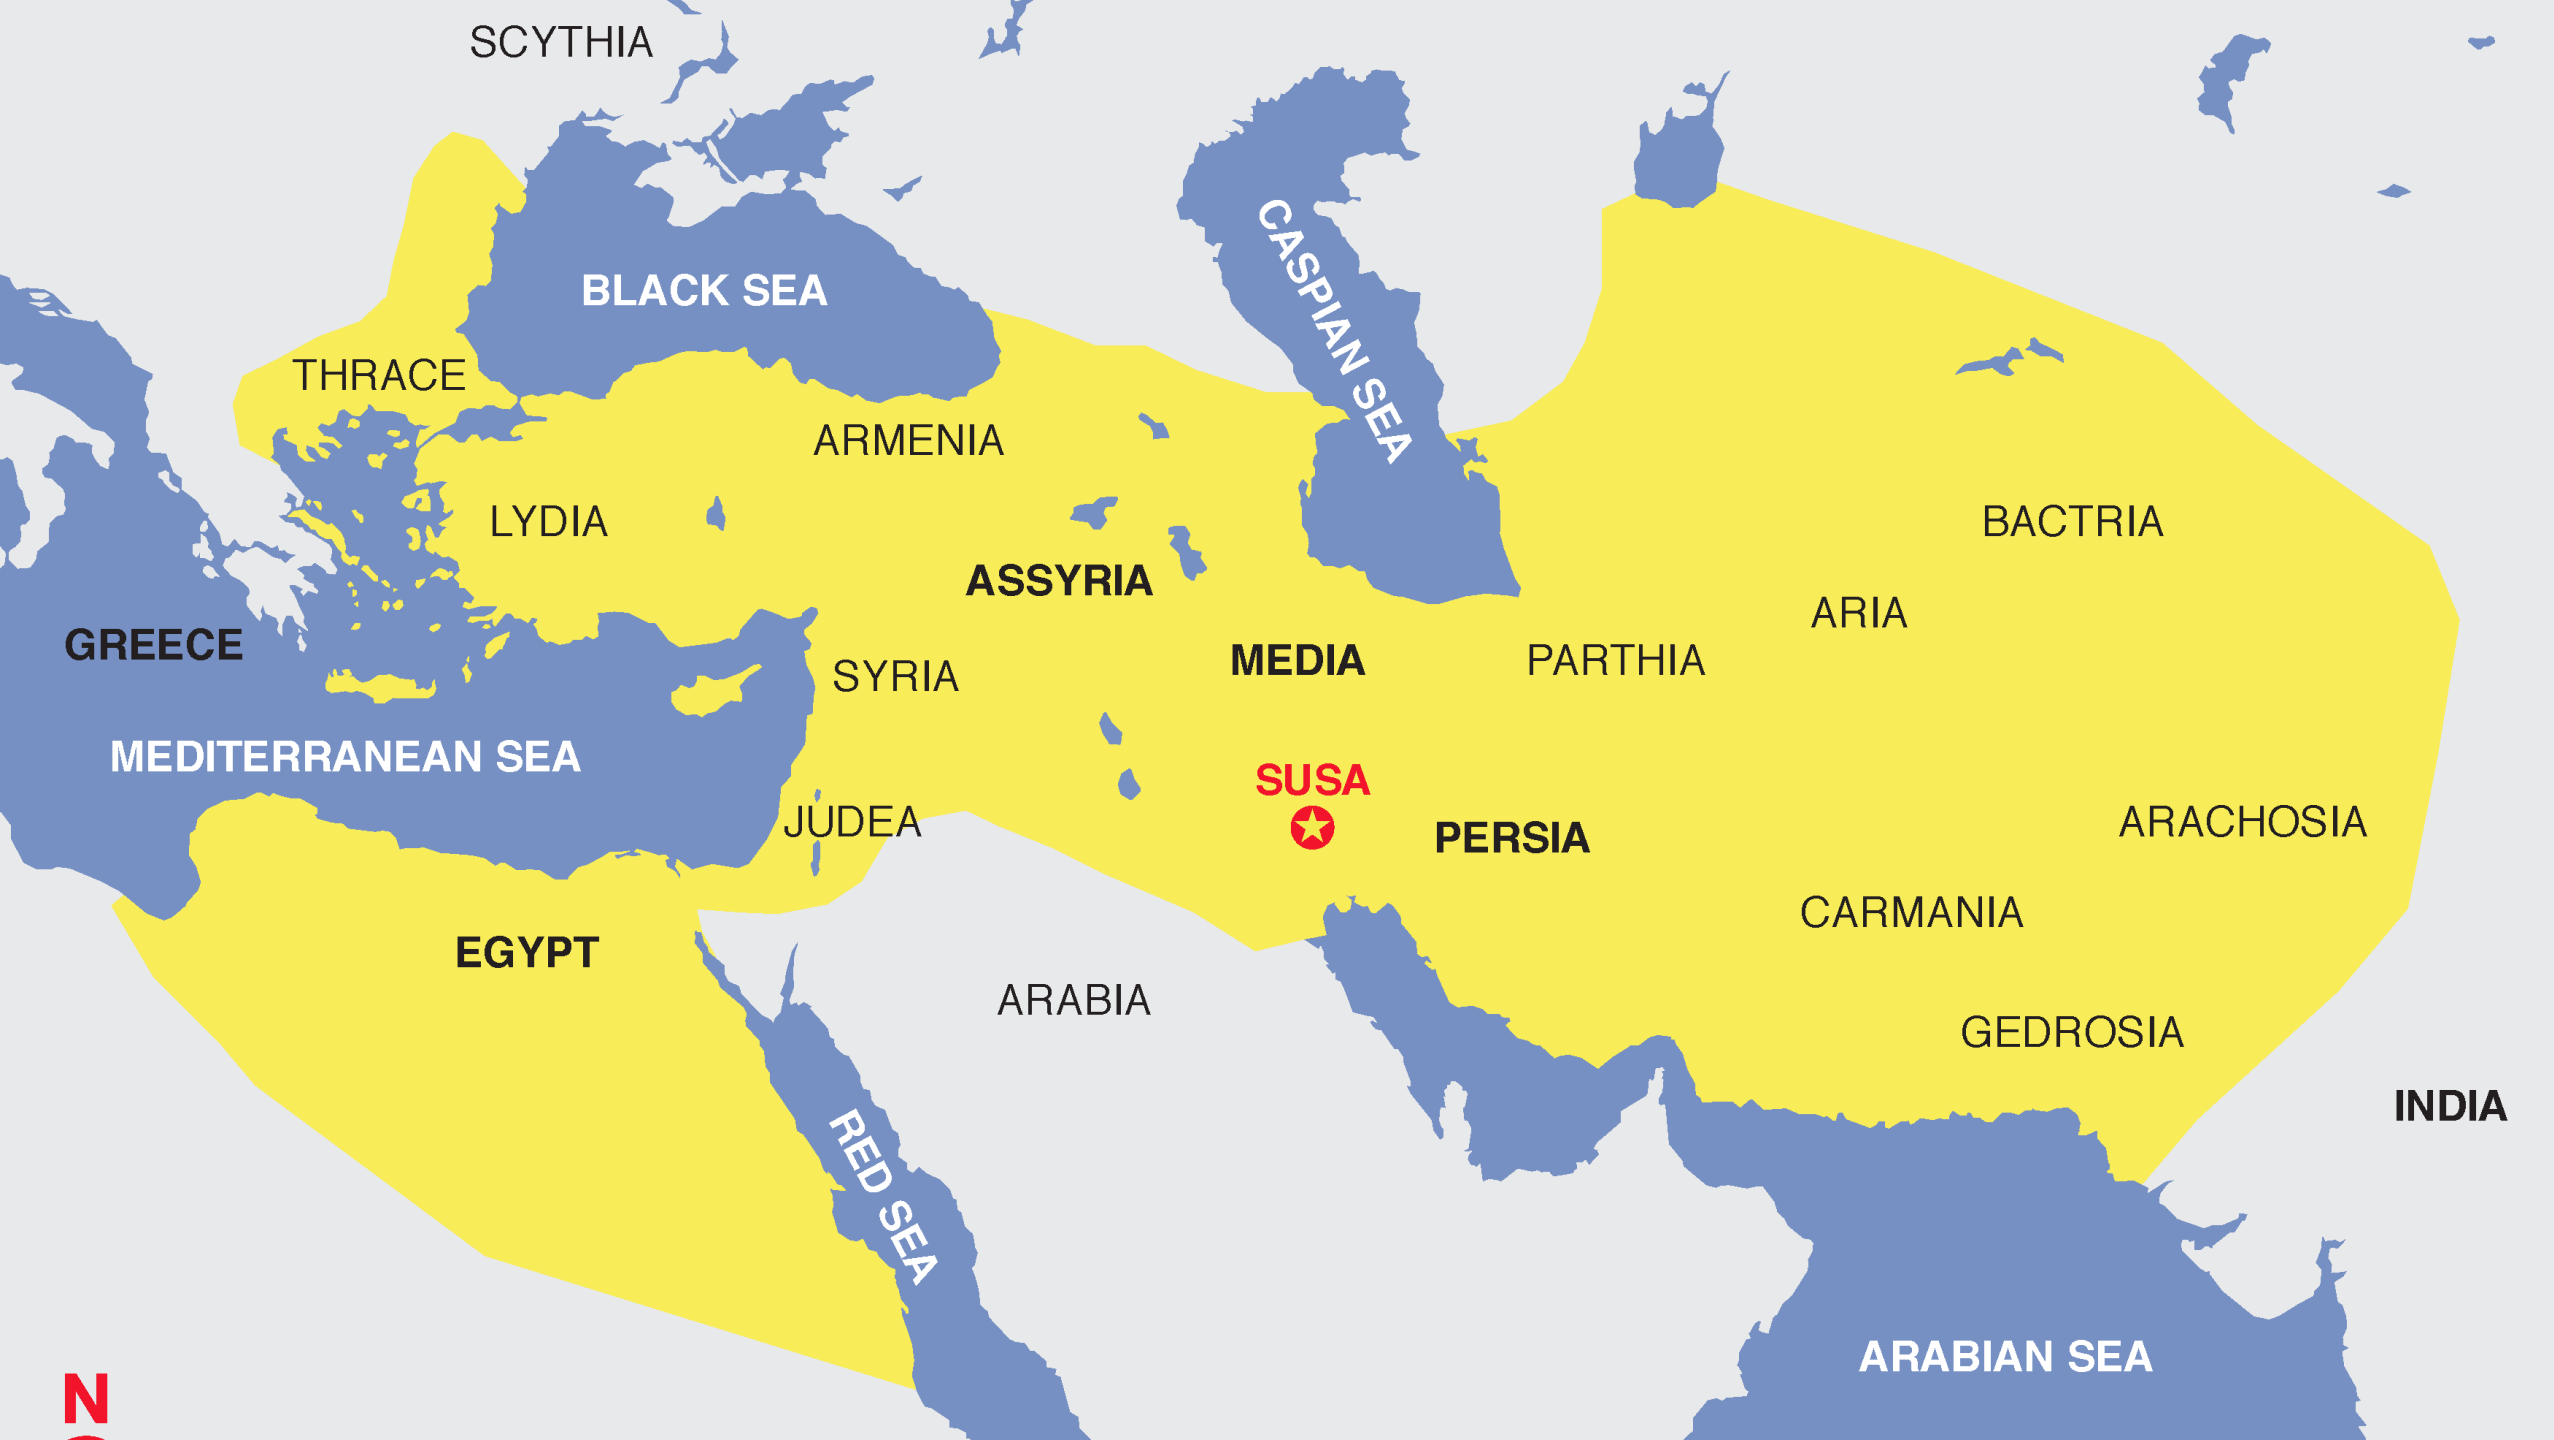 SCYTHIA
CASPIAN SEA
BLACK SEA
THRACE
ARMENIA
LYDIA
BACTRIA
ASSYRIA
ARIA
GREECE
MEDIA
PARTHIA
SYRIA
MEDITERRANEAN SEA
SUSA
JUDEA
PERSIA
ARACHOSIA
CARMANIA
EGYPT
ARABIA
GEDROSIA
INDIA
RED SEA
ARABIAN SEA
N